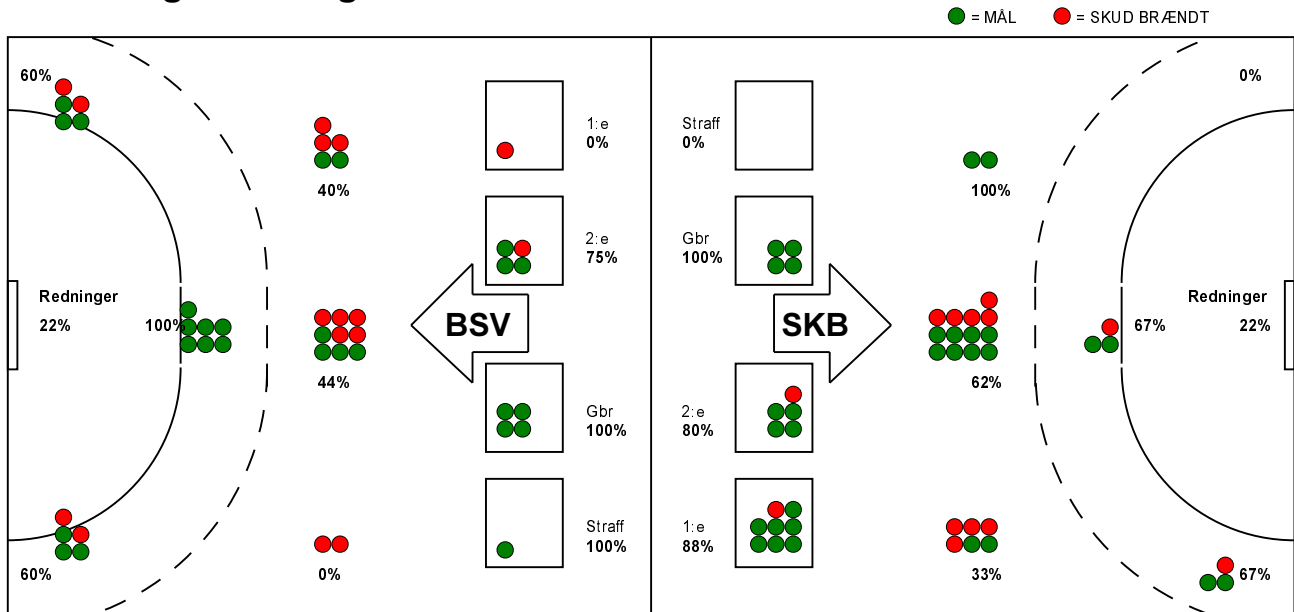 = MÅL = SKUD BRÆNDT
60%
0%
1:e
0%
Straff
0%
40%
100%
2:e
75%
Gbr
100%
Redninger
22%
100%
BSV
SKB
67%
Redninger
22%
44%
62%
Gbr
100%
2:e
80%
Straff
100%
1:e
88%
60%
0%
33%
67%